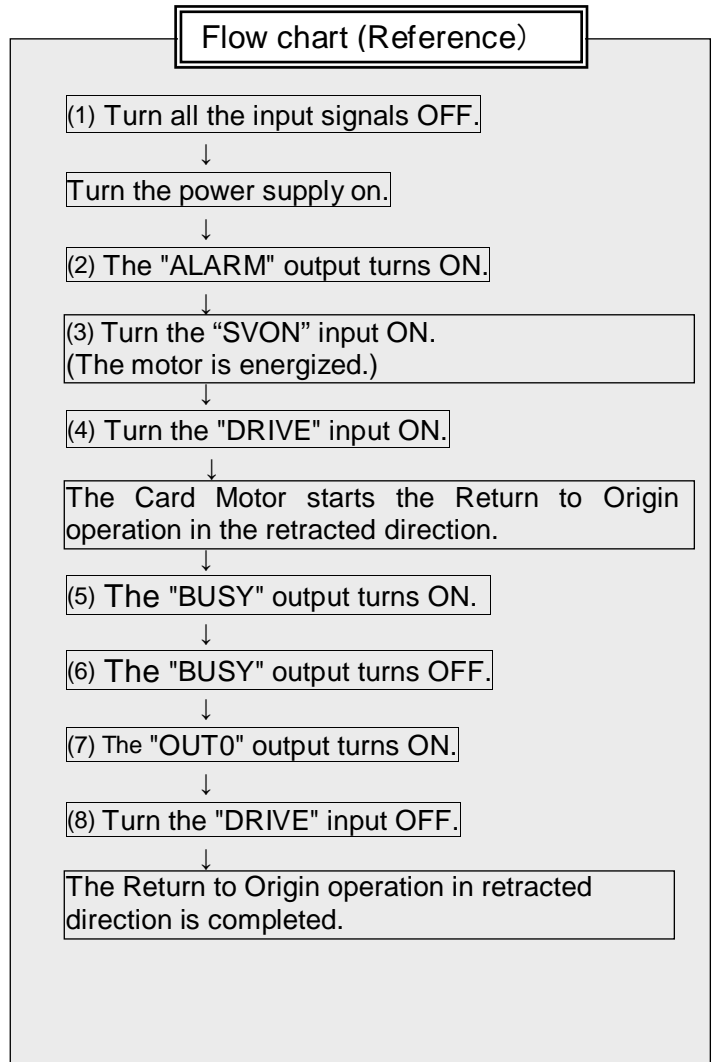 Flow chart (Reference）
(1) Turn all the input signals OFF.
↓
Turn the power supply on.
↓
(2) The "ALARM" output turns ON.
↓
(3) Turn the “SVON” input ON.
(The motor is energized.)
↓
(4) Turn the "DRIVE" input ON.
↓
The Card Motor starts the Return to Origin
operation in the retracted direction.
↓
(5) The "BUSY" output turns ON.
↓
(6) The "BUSY" output turns OFF.
↓
(7) The "OUT0" output turns ON.
↓
(8) Turn the "DRIVE" input OFF.
↓
The Return to Origin operation in retracted
direction is completed.